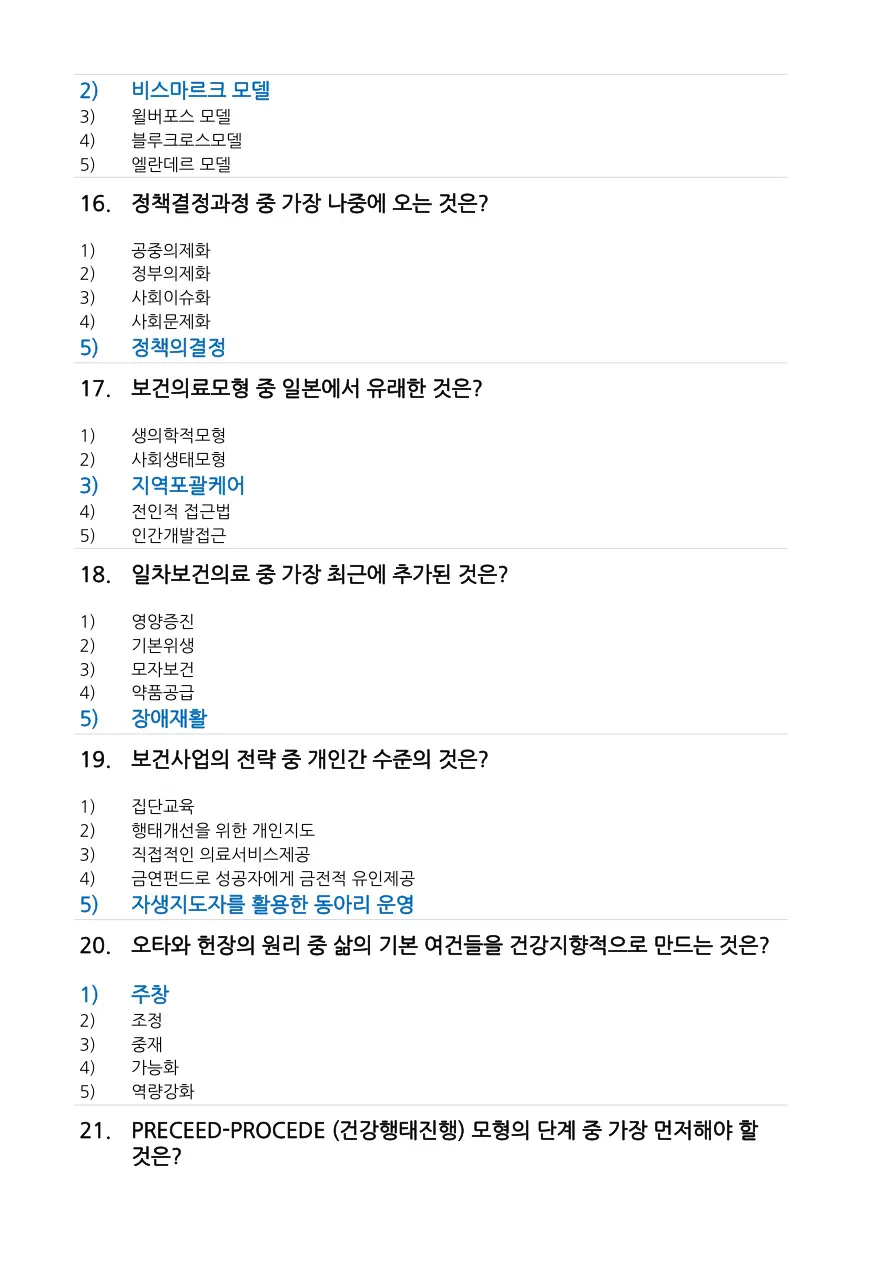 2) 비스마르크 모델
3) 윌버포스 모델
4) 블루크로스모델
5) 엘란데르 모델
16. 정책결정과정 중 가장 나중에 오는 것은?
1) 공중의제화
2) 정부의제화
3) 사회이슈화
4) 사회문제화
5) 정책의결정
17. 보건의료모형 중 일본에서 유래한 것은?
1) 생의학적모형
2) 사회생태모형
3) 지역포괄케어
4) 전인적 접근법
5) 인간개발접근
18. 일차보건의료 중 가장 최근에 추가된 것은?
1) 영양증진
2) 기본위생
3) 모자보건
4) 약품공급
5) 장애재활
19. 보건사업의 전략 중 개인간 수준의 것은?
1) 집단교육
2) 행태개선을 위한 개인지도
3) 직접적인 의료서비스제공
4) 금연펀드로 성공자에게 금전적 유인제공
5) 자생지도자를 활용한 동아리 운영
20. 오타와 헌장의 원리 중 삶의 기본 여건들을 건강지향적으로 만드는 것은?
1) 주창
2) 조정
3) 중재
4) 가능화
5) 역량강화
21. PRECEED-PROCEDE (건강행태진행) 모형의 단계 중 가장 먼저해야 할
것은?